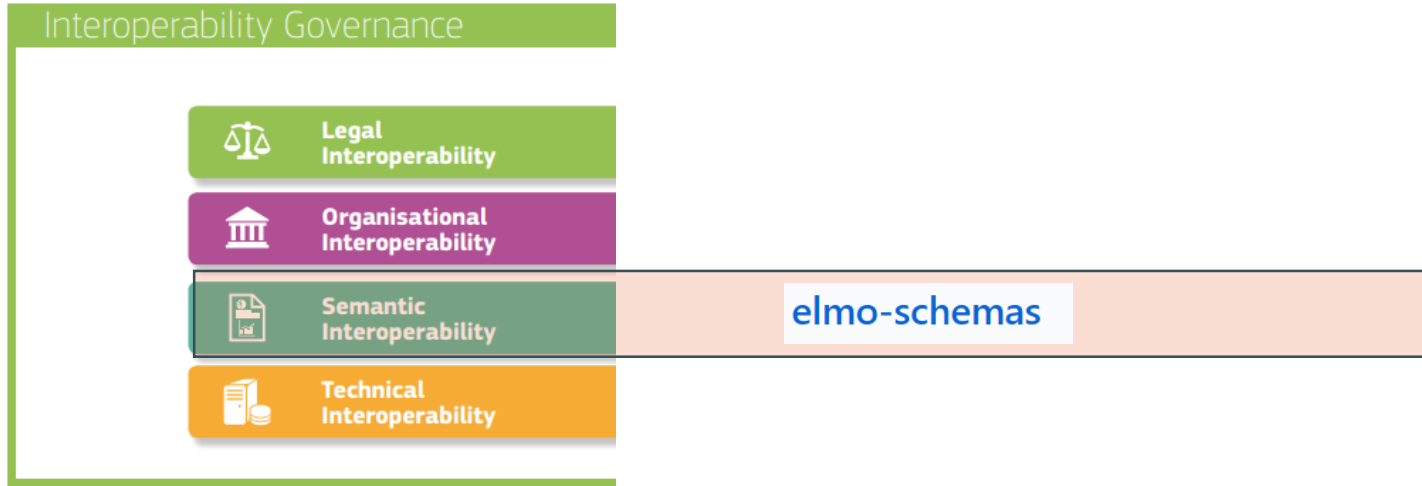 Interoperability Governance
Legal
Interoperability
Organisational
Interoperability
Semantic
Interoperability
elmo-schemas
Technical
Interoperability